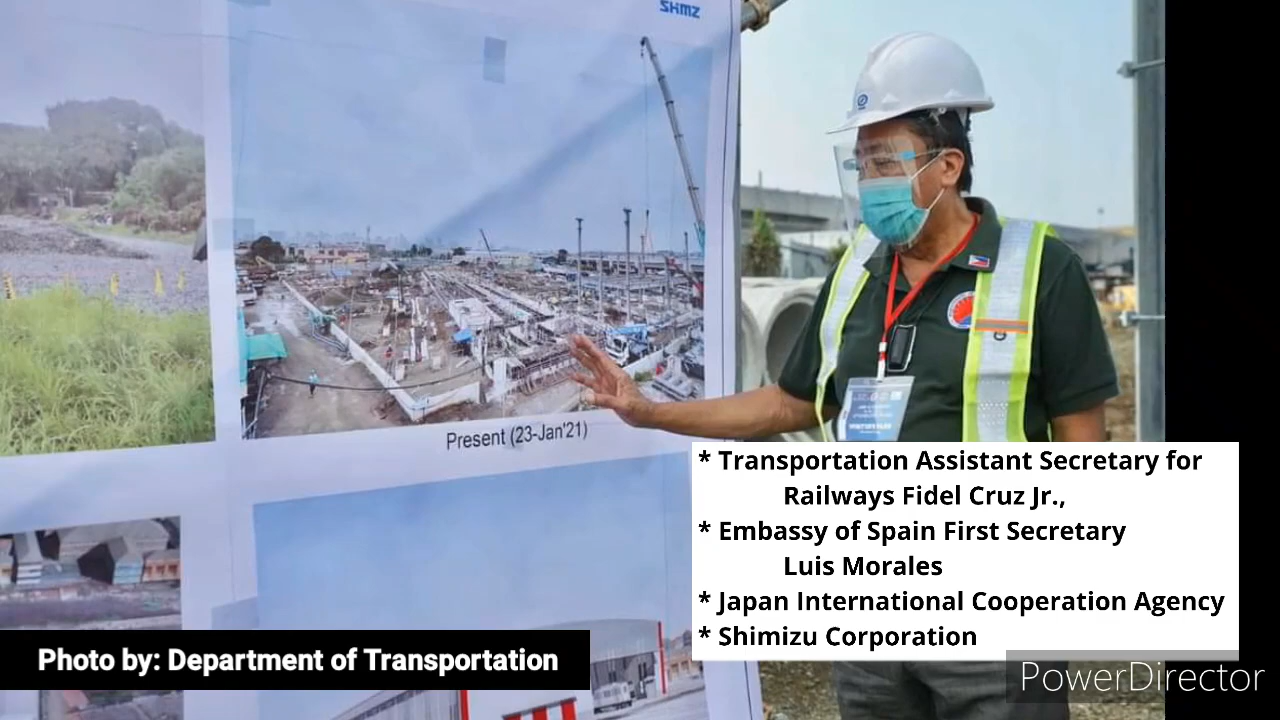 SHMZ
Present (23-Jan'21)
* Transportation Assistant Secretary for
Railways Fidel Cruz Jr.,
* Embassy of Spain First Secretary
Luis Morales
* Japan International Cooperation Agency
* Shimizu Corporation
Photo by: Department of Transportation
PowerDirector